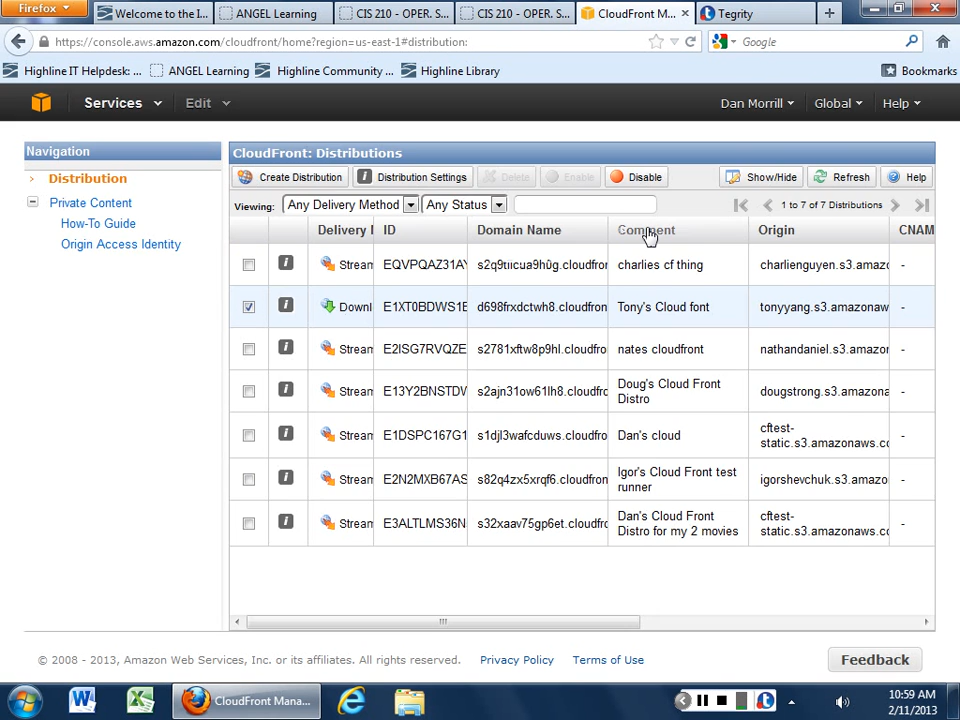 Firefox
Welcome to the I...
ANGEL Learning
CIS 210 - OPER. S...
CIS 210 - OPER. S...
CloudFront M...
Tegrity
https://console.aws.amazon.com/cloudfront/home?region=us-east-1#distribution:
Google
Highline IT Helpdesk: ...
ANGEL Learning
Highline Community ...
Highline Library
Bookmarks
Services
Edit
Dan Morrill
Global
Help
Navigation
Distribution
Private Content
How-To Guide
Origin Access Identity
CloudFront: Distributions
Create Distribution
Distribution Settings
Delete
Enable
Disable
Show/Hide
Refresh
Help
Viewing:
Any Delivery Method
Any Status
1 to 7 of 7 Distributions
Delivery ID Domain Name Comment Origin CNAM
Stream EQVPQAZ31AY charlies cf thing charlienguyen.s3.amazo -
Downl E1XT0BDWS1E d698frxdctwh8.cloudfron Tony's Cloud font tonyyang.s3.amazonaw -
Stream E2ISG7RVQZE s2781xftw8p9hl.cloudfro nates cloudfront nathandaniel.s3.amazon -
Stream E13Y2BNSTDW s2ajn31ow61lh8.cloudfro Doug's Cloud Front
Distro
dougstrong.s3.amazona -
Stream E1DSPC167G1 s1djl3wafcduws.cloudfro Dan's cloud cftest-
static.s3.amazonaws.co -
Stream E2N2MXB67AS s82q4zx5xrqf6.cloudfron Igor's Cloud Front test
runner
igorshevchuk.s3.amazo -
Stream E3ALTLMS36N s32xaav75gp6et.cloudfro Dan's Cloud Front
Distro for my 2 movies
cftest-
static.s3.amazonaws.co -
© 2008 - 2013, Amazon Web Services, Inc. or its affiliates. All rights reserved.
Privacy Policy
Terms of Use
Feedback
CloudFront Mana...
10:59 AM
2/11/2013